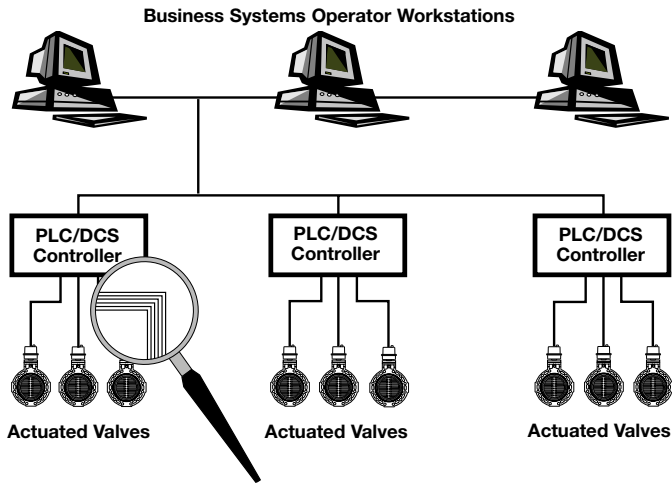 Business Systems Operator Workstations
PLC/DCS
Controller
PLC/DCS
Controller
PLC/DCS
Controller
Actuated Valves
Actuated Valves
Actuated Valves